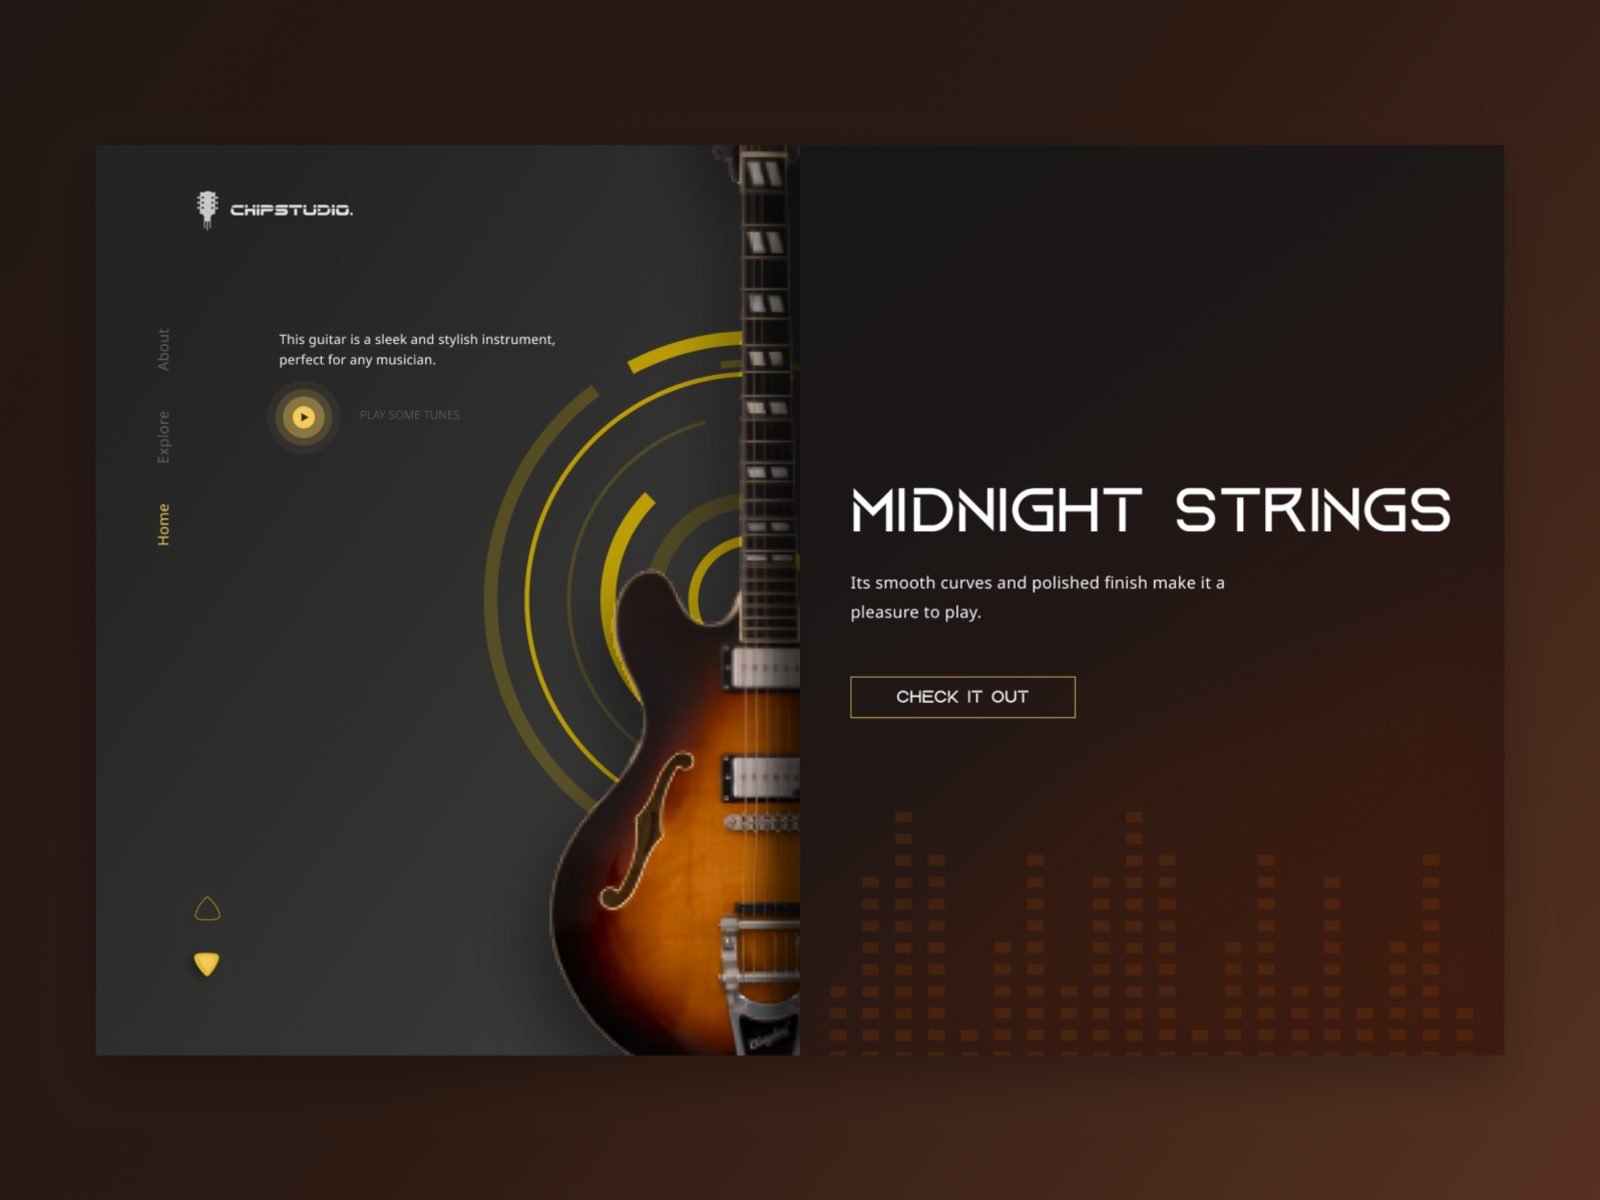 CHIPSTUDIO.
About
Explore
Home
This guitar is a sleek and stylish instrument,
perfect for any musician.
PLAY SOME TUNES
MIDNIGHT STRINGS
Its smooth curves and polished finish make it a
pleasure to play.
CHECK IT OUT